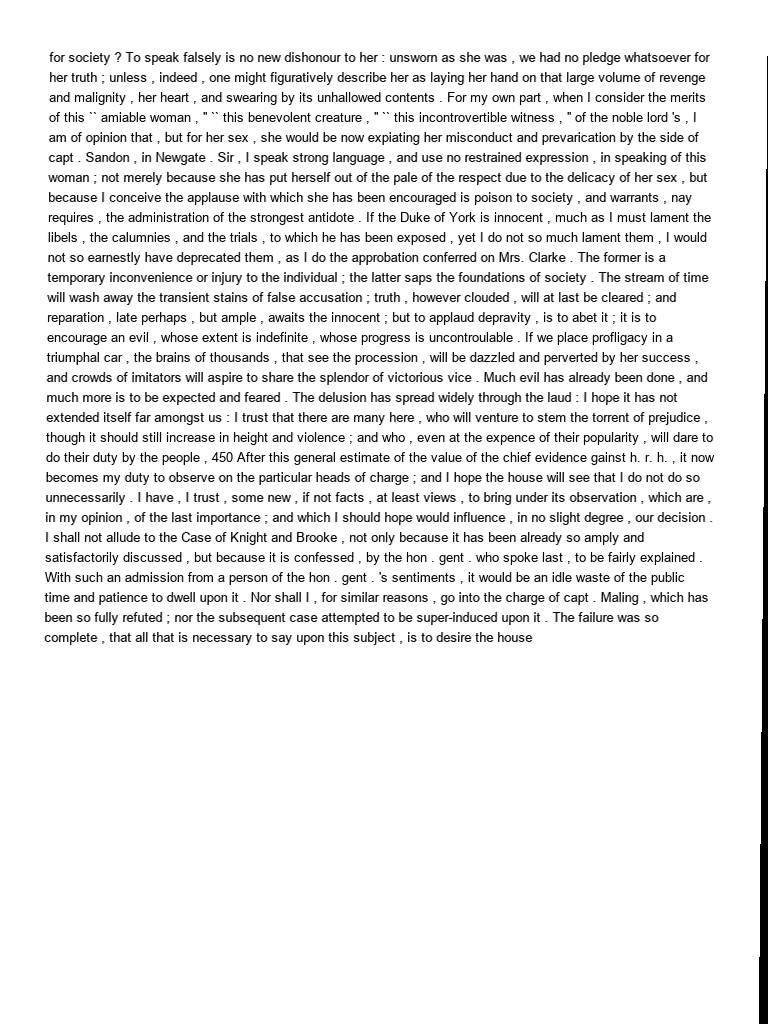 for society ? To speak falsely is no new dishonour to her : unsworn as she was , we had no pledge whatsoever for
her truth ; unless , indeed , one might figuratively describe her as laying her hand on that large volume of revenge
and malignity , her heart , and swearing by its unhallowed contents . For my own part , when I consider the merits
of this `` amiable woman , " `` this benevolent creature , " `` this incontrovertible witness , " of the noble lord 's , I
am of opinion that , but for her sex , she would be now expiating her misconduct and prevarication by the side of
capt . Sandon , in Newgate . Sir , I speak strong language , and use no restrained expression , in speaking of this
woman ; not merely because she has put herself out of the pale of the respect due to the delicacy of her sex , but
because I conceive the applause with which she has been encouraged is poison to society , and warrants , nay
requires , the administration of the strongest antidote . If the Duke of York is innocent , much as I must lament the
libels , the calumnies , and the trials , to which he has been exposed , yet I do not so much lament them , I would
not so earnestly have deprecated them , as I do the approbation conferred on Mrs. Clarke . The former is a
temporary inconvenience or injury to the individual ; the latter saps the foundations of society . The stream of time
will wash away the transient stains of false accusation ; truth , however clouded , will at last be cleared ; and
reparation , late perhaps , but ample , awaits the innocent ; but to applaud depravity , is to abet it ; it is to
encourage an evil , whose extent is indefinite , whose progress is uncontroulable . If we place profligacy in a
triumphal car , the brains of thousands , that see the procession , will be dazzled and perverted by her success ,
and crowds of imitators will aspire to share the splendor of victorious vice . Much evil has already been done , and
much more is to be expected and feared . The delusion has spread widely through the laud : I hope it has not
extended itself far amongst us : I trust that there are many here , who will venture to stem the torrent of prejudice ,
though it should still increase in height and violence ; and who , even at the expence of their popularity , will dare to
do their duty by the people , 450 After this general estimate of the value of the chief evidence gainst h. r. h. , it now
becomes my duty to observe on the particular heads of charge ; and I hope the house will see that I do not do so
unnecessarily . I have , I trust , some new , if not facts , at least views , to bring under its observation , which are ,
in my opinion , of the last importance ; and which I should hope would influence , in no slight degree , our decision .
I shall not allude to the Case of Knight and Brooke , not only because it has been already so amply and
satisfactorily discussed , but because it is confessed , by the hon . gent . who spoke last , to be fairly explained .
With such an admission from a person of the hon . gent . 's sentiments , it would be an idle waste of the public
time and patience to dwell upon it . Nor shall I , for similar reasons , go into the charge of capt . Maling , which has
been so fully refuted ; nor the subsequent case attempted to be super-induced upon it . The failure was so
complete , that all that is necessary to say upon this subject , is to desire the house